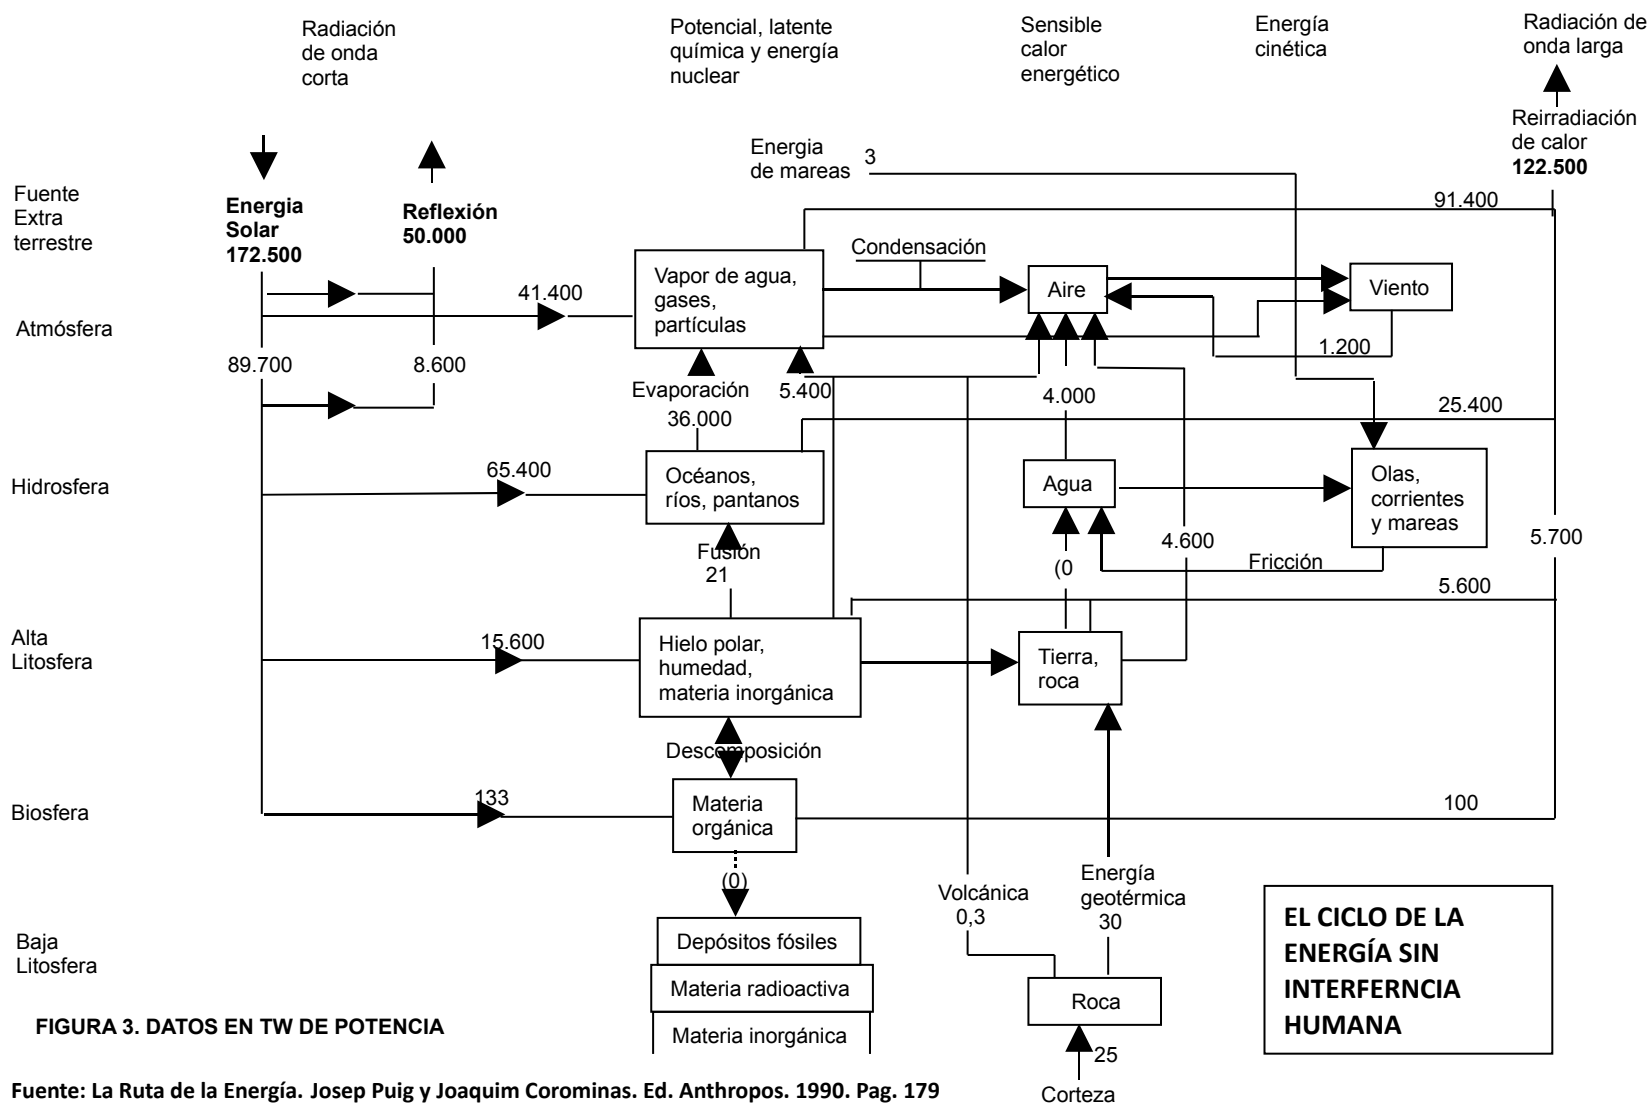 Radiación
de onda
corta
Potencial, latente
química y energía
nuclear
Sensible
calor
energético
Energía
cinética
Radiación de
onda larga
Reirradiación
de calor
122.500
Energia
de mareas
3
Fuente
Extra
terrestre
Energia
Solar
172.500
Reflexión
50.000
91.400
Condensación
Vapor de agua,
gases,
partículas
Aire
Viento
41.400
Atmósfera
1.200
89.700
8.600
Evaporación
36.000
5.400
4.000
25.400
Hidrosfera
65.400
Océanos,
ríos, pantanos
Agua
Olas,
corrientes
y mareas
5.700
4.600
Fusión
21
(0
Fricción
5.600
Alta
Litosfera
15.600
Hielo polar,
humedad,
materia inorgánica
Tierra,
roca
Descomposición
Biosfera
133
Materia
orgánica
100
(0)
Volcánica
0,3
Energía
geotérmica
30
Baja
Litosfera
Depósitos fósiles
Materia radioactiva
Materia inorgánica
Roca
25
Corteza
EL CICLO DE LA
ENERGÍA SIN
INTERFERNCIA
HUMANA
FIGURA 3. DATOS EN TW DE POTENCIA
Fuente: La Ruta de la Energía. Josep Puig y Joaquim Corominas. Ed. Anthropos. 1990. Pag. 179